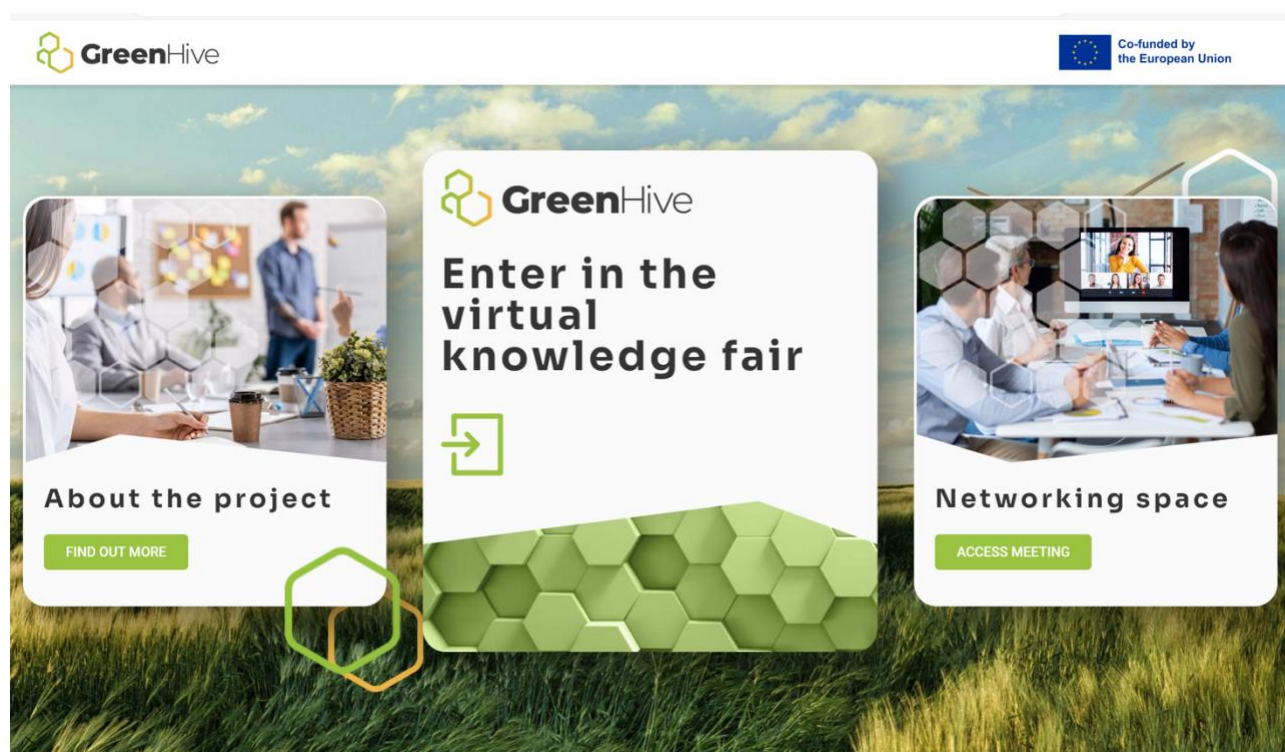 GreenHive
Co-funded by
the European Union
GreenHive
Enter in the
virtual
knowledge fair
About the project
FIND OUT MORE
Networking space
ACCESS MEETING